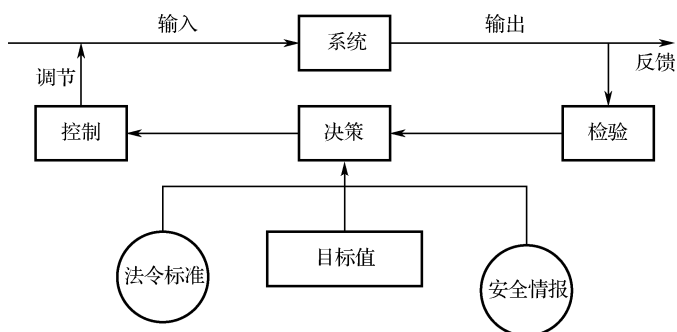 输入
输出
系统
反馈
调节
控制
决策
检验
法令标准
目标值
安全情报